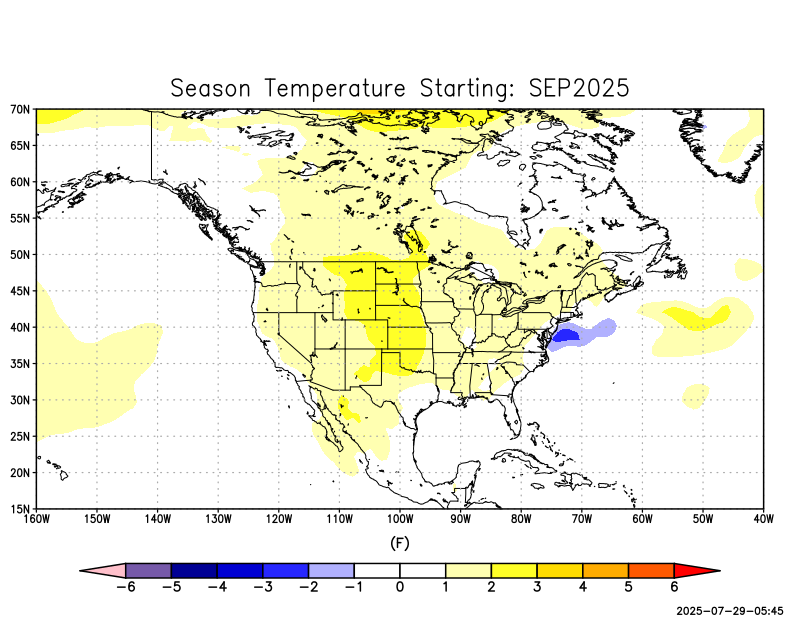 Season Temperature Starting: SEP2025
70N
65N
60N
55N
50N
45N
40N
35N
30N
25N
20N
15N
160W 150W 140W 130W 120W 110W 100W 90W 80W 70W 60W 50W 40W
(F)
−6 −5 −4 −3 −2 −1 0 1 2 3 4 5 6
2025-07-29-05:45